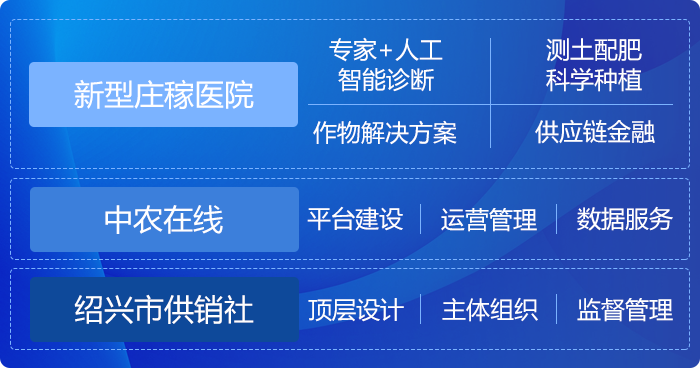 新型庄稼医院
专家+人工
智能诊断
测土配肥
科学种植
作物解决方案
供应链金融
中农在线
平台建设
运营管理
数据服务
绍兴市供销社
顶层设计
主体组织
监督管理